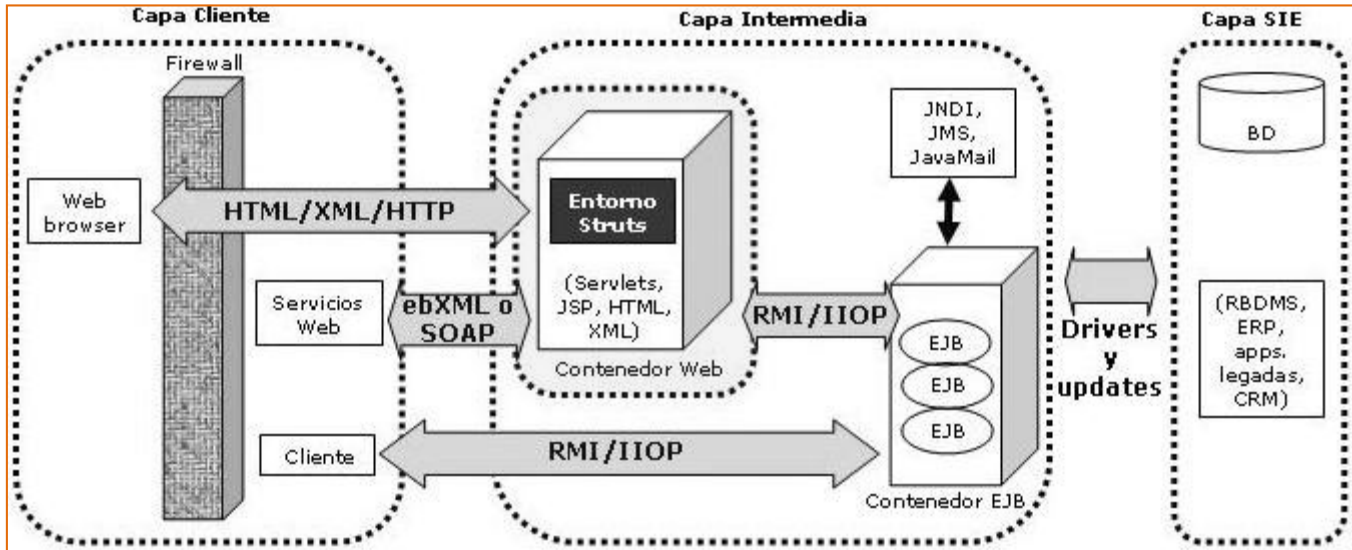 Capa Cliente
Capa Intermedia
Capa SIE
Firewall
Web
browser
HTML/XML/HTTP
Servicios
Web
ebXML o
SOAP
Cliente
RMI/IIOP
Entorno
Struts
(Servlets,
JSP, HTML,
XML)
Contenedor Web
RMI/IIOP
JNDI,
JMS,
JavaMail
EJB
EJB
EJB
Contenedor EJB
Drivers
y
updates
BD
(RBDMS,
ERP,
apps.
legadas,
CRM)